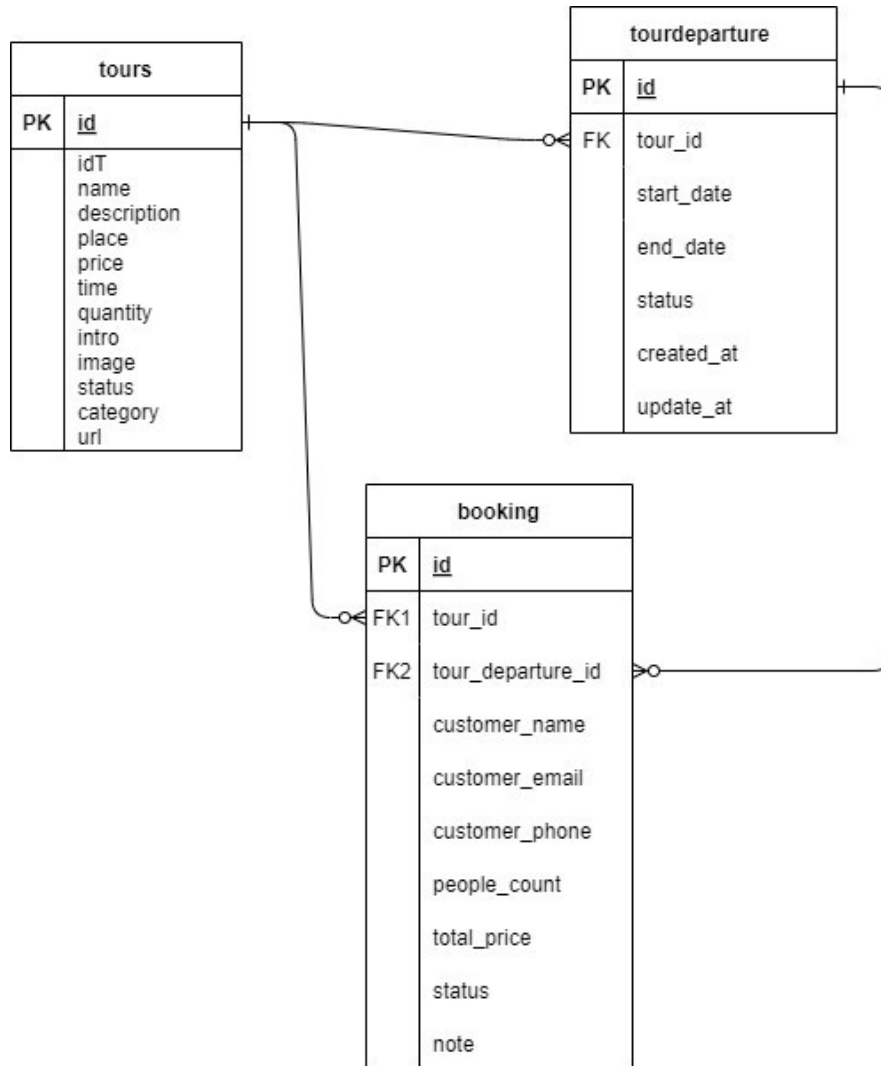 tours
PK id
idT
name
description
place
price
time
quantity
intro
image
status
category
url
tourdeparture
PK id
FK tour_id
start_date
end_date
status
created_at
update_at
booking
PK id
FK1 tour_id
FK2 tour_departure_id
customer_name
customer_email
customer_phone
people_count
total_price
status
note